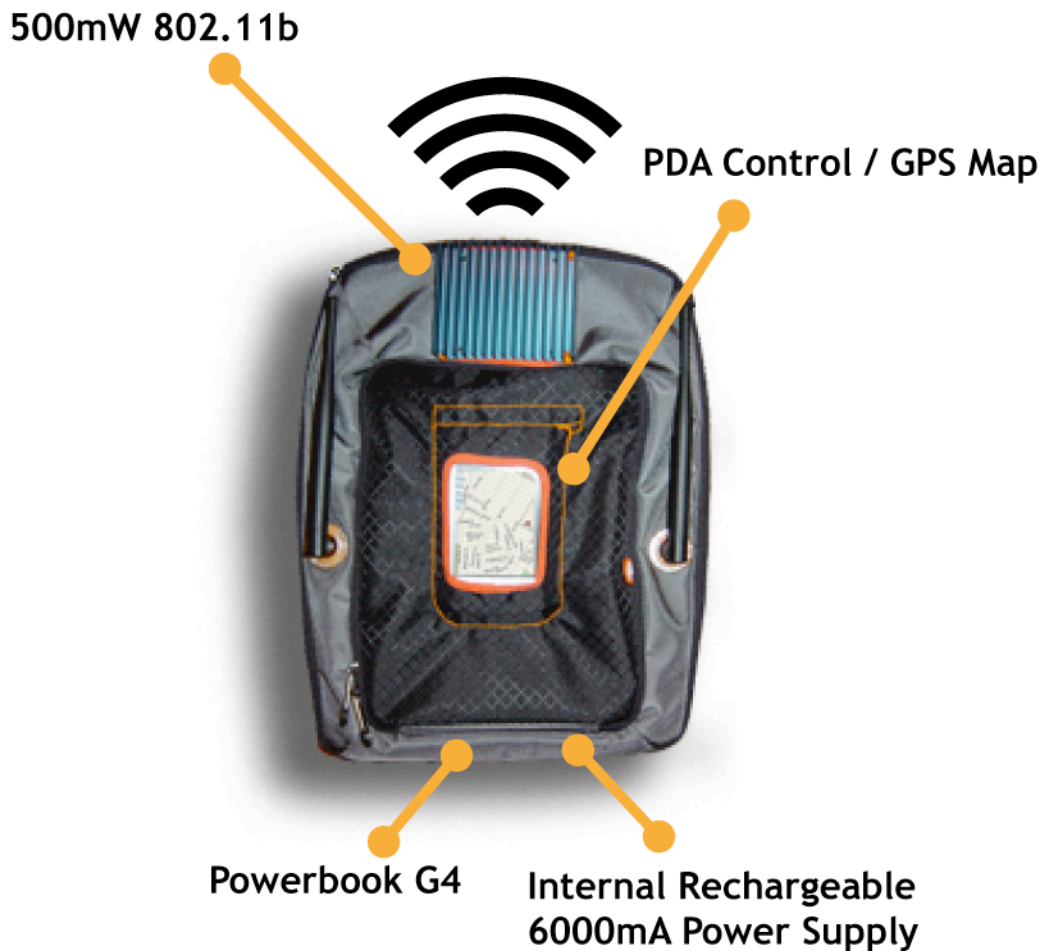 500mW 802.11b
PDA Control / GPS Map
Powerbook G4
Internal Rechargeable
6000mA Power Supply